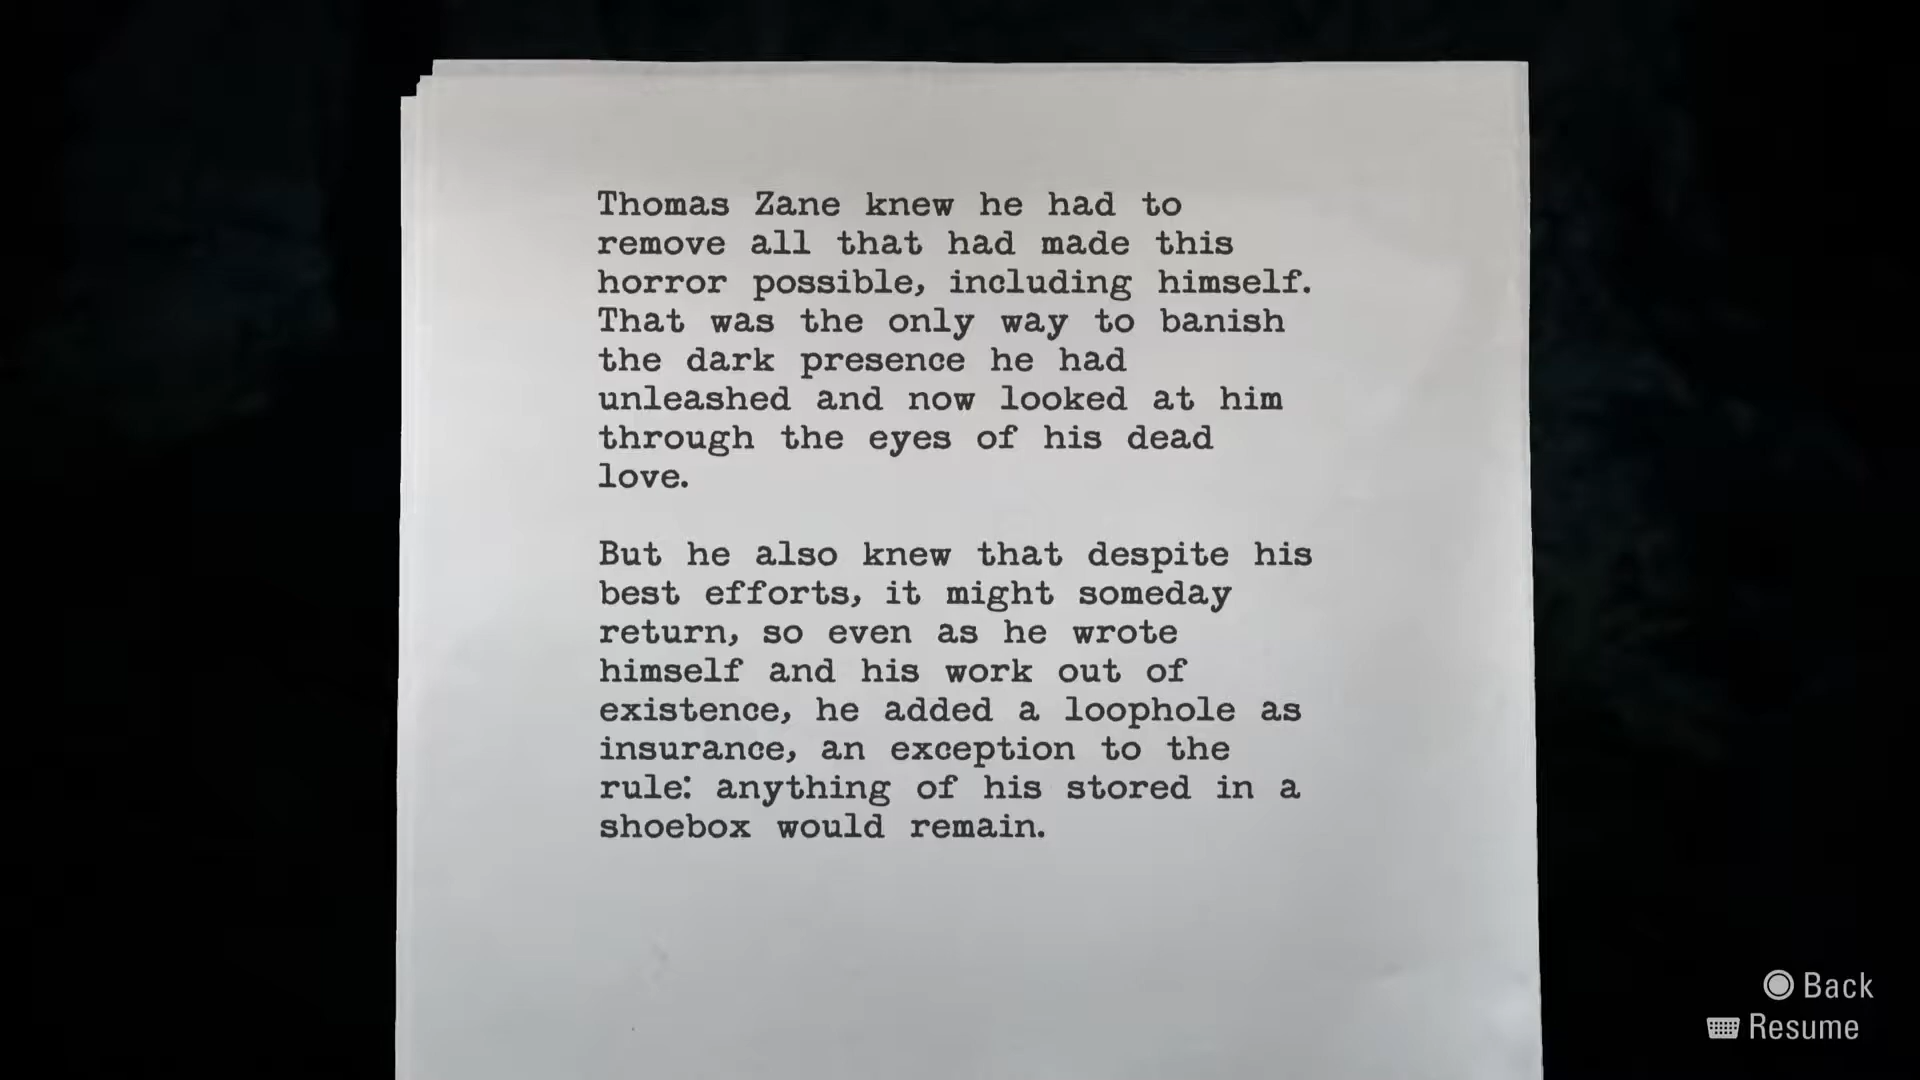 Thomas Zane knew he had to
remove all that had made this
horror possible, including himself.
That was the only way to banish
the dark presence he had
unleashed and now looked at him
through the eyes of his dead
love.
But he also knew that despite his
best efforts, it might someday
return, so even as he wrote
himself and his work out of
existence, he added a loophole as
insurance, an exception to the
rule: anything of his stored in a
shoebox would remain.
Back
Resume